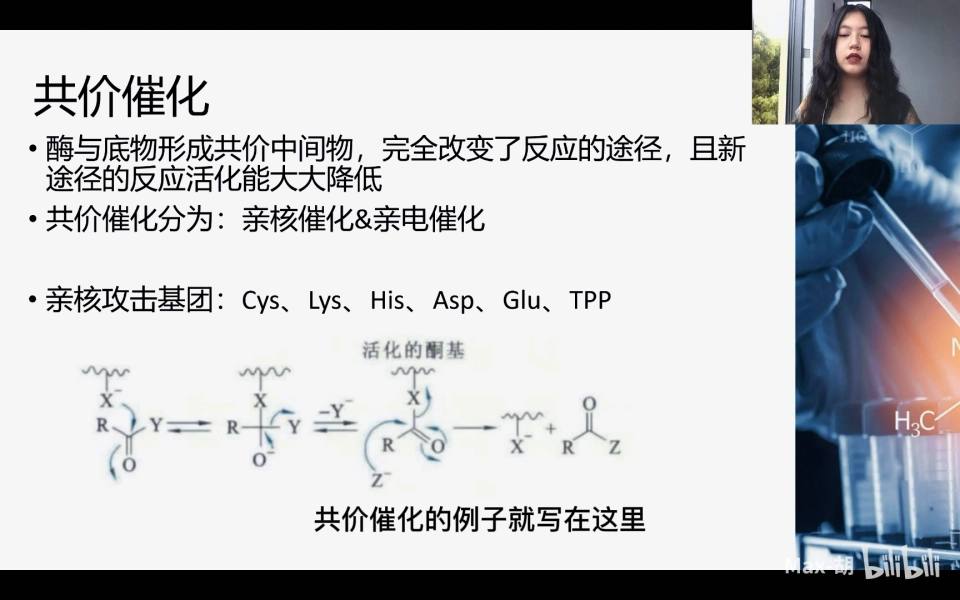 共价催化
• 酶与底物形成共价中间物，完全改变了反应的途径，且新
途径的反应活化能大大降低
• 共价催化分为：亲核催化&亲电催化
• 亲核攻击基团：Cys、Lys、His、Asp、Glu、TPP
活化的酮基
X⁻ R Y O
X R Y O⁻
−Y⁻
X R O Z⁻
X⁻ + R O Z
共价催化的例子就写在这里
HO
H₃C
N
Max-胡 bilibili